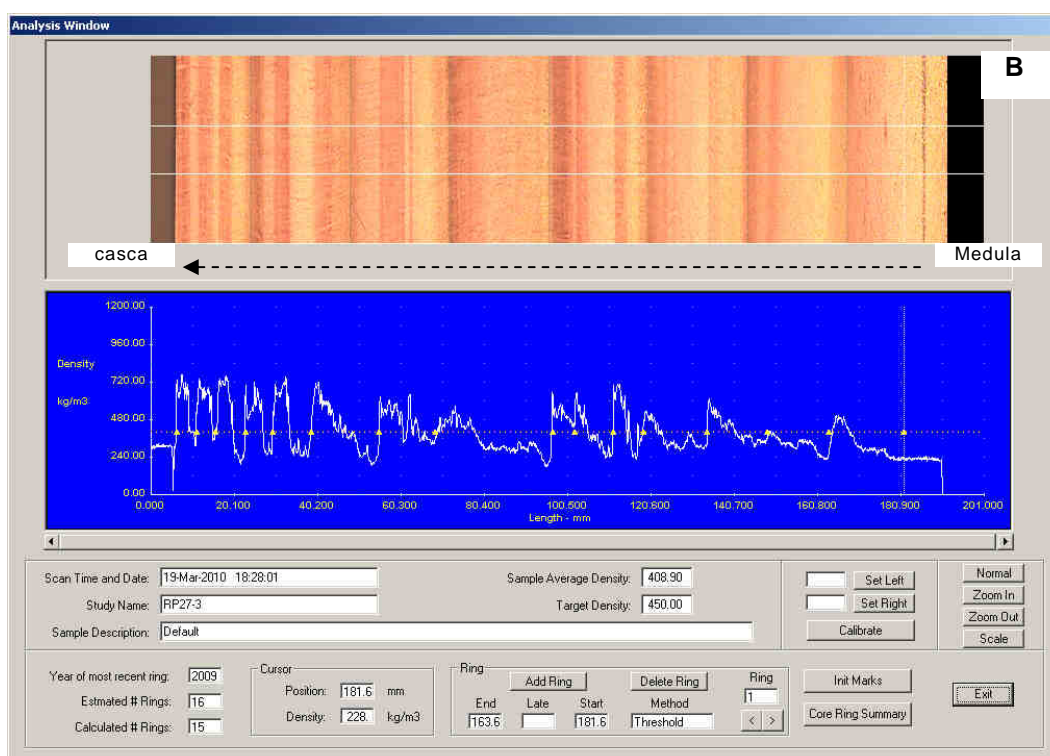 Analysis Window
B
casca
Medula
1200.00
960.00
Density
720.00
kg/m3
480.00
240.00
0.00
0.000 20.100 40.200 60.300 80.400 100.500 120.600 140.700 160.800 180.900 201.000
Length - mm
Scan Time and Date: 19-Mar-2010 18:28:01
Sample Average Density: 408.90
Set Left
Normal
Study Name: RP27-3
Target Density: 450.00
Set Right
Zoom In
Sample Description: Default
Calibrate
Zoom Out
Scale
Year of most recent ring: 2009
Estmated # Rings: 16
Calculated # Rings: 15
Cursor
Position: 181.6 mm
Density: 228. kg/m3
Ring
Add Ring Delete Ring Ring
1
End Late Start Method
163.6 181.6 Threshold < >
Init Marks
Core Ring Summary
Exit